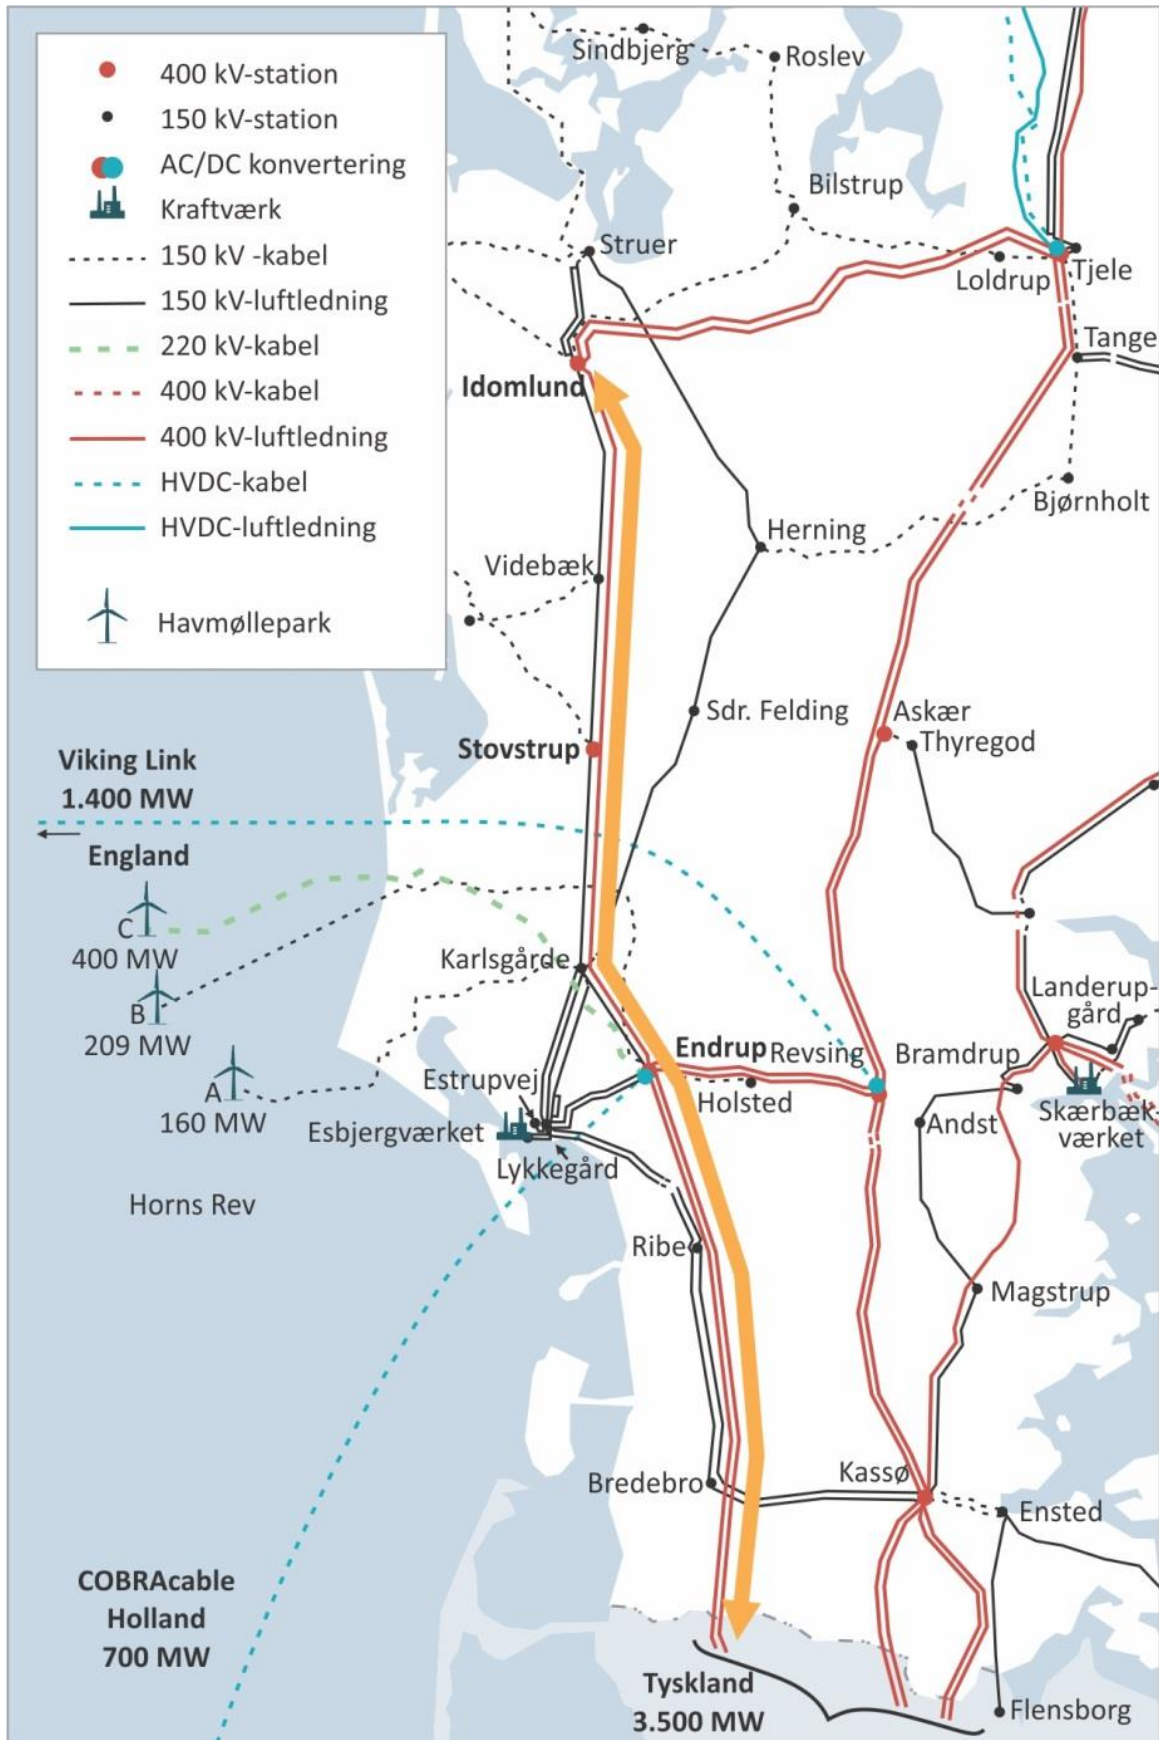 400 kV-station
150 kV-station
AC/DC konvertering
Kraftværk
150 kV -kabel
150 kV-luftledning
220 kV-kabel
400 kV-kabel
400 kV-luftledning
HVDC-kabel
HVDC-luftledning
Havmøllepark
Sindbjerg
Roslev
Bilstrup
Struer
Loldrup
Tjele
Tange
Idomlund
Bjørnholt
Herning
Videbæk
Sdr. Felding
Askær
Thyregod
Stovstrup
Viking Link
1.400 MW
England
C
400 MW
B
209 MW
A
160 MW
Horns Rev
Karlsgårde
Landerup-
gård
Endrup
Revsing
Bramdrup
Estrupvej
Holsted
Esbjergværket
Lykkegård
Andst
Skærbæk-
værket
Ribe
Magstrup
Bredebro
Kassø
Ensted
COBRAcable
Holland
700 MW
Tyskland
3.500 MW
Flensborg